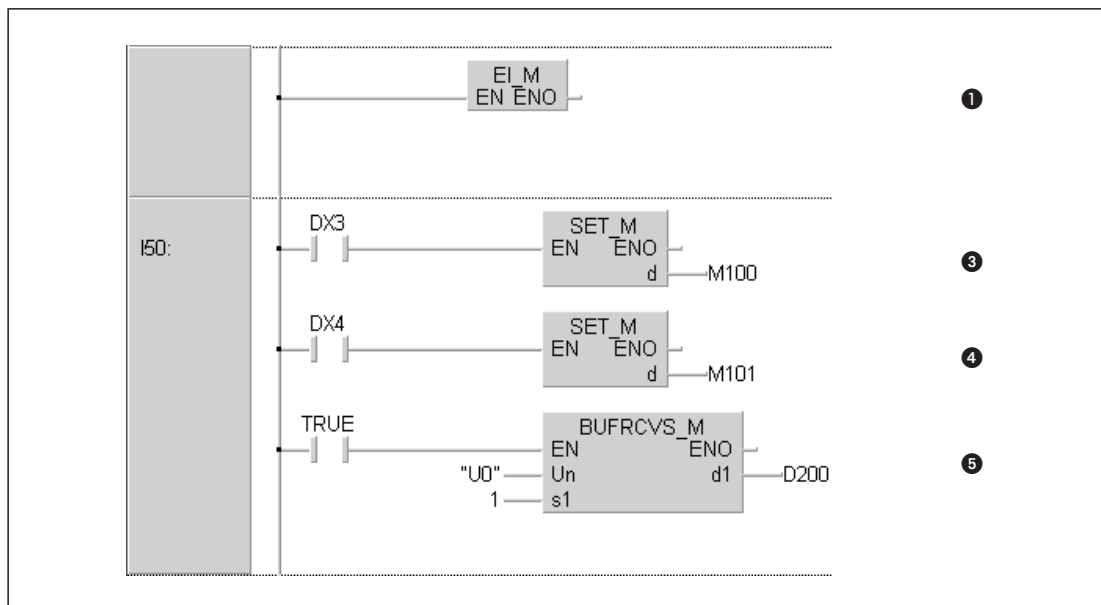 EI_M
EN ENO
❶
I50:
DX3
SET_M
EN ENO
d M100
❸
DX4
SET_M
EN ENO
d M101
❹
TRUE
BUFRCVS_M
EN ENO
"U0" Un d1 D200
1 s1
❺